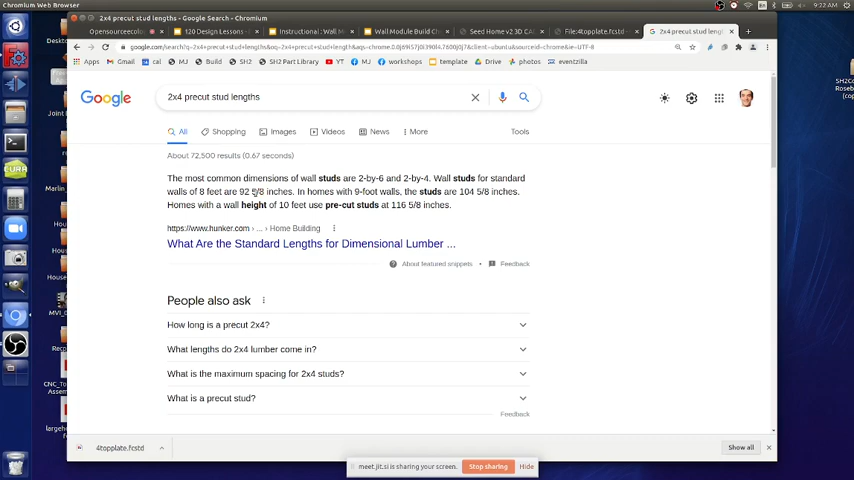 Chromium Web Browser
9:22 AM
2x4 precut stud lengths - Google Search - Chromium
Opensourceecol
120 Design Lessons -
Instructional : Wall M
Wall Module Build Cl
Seed Home v2 3D CA
File:4topplate.fcstd -
2x4 precut stud lengt
Apps
Gmail
cal
MJ
Build
SH2
SH2 Part Library
YT
MJ
workshops
template
Drive
photos
eventzilla
Google
2x4 precut stud lengths
All
Shopping
Images
Videos
News
More
Tools
About 72,500 results (0.67 seconds)
The most common dimensions of wall studs are 2-by-6 and 2-by-4. Wall studs for standard
walls of 8 feet are 92 5/8 inches. In homes with 9-foot walls, the studs are 104 5/8 inches.
Homes with a wall height of 10 feet use pre-cut studs at 116 5/8 inches.
https://www.hunker.com › ... › Home Building
What Are the Standard Lengths for Dimensional Lumber ...
About featured snippets
Feedback
People also ask
How long is a precut 2x4?
What lengths do 2x4 lumber come in?
What is the maximum spacing for 2x4 studs?
What is a precut stud?
Feedback
4topplate.fcstd
Show all
meet.jit.si is sharing your screen.
Stop sharing
Hide